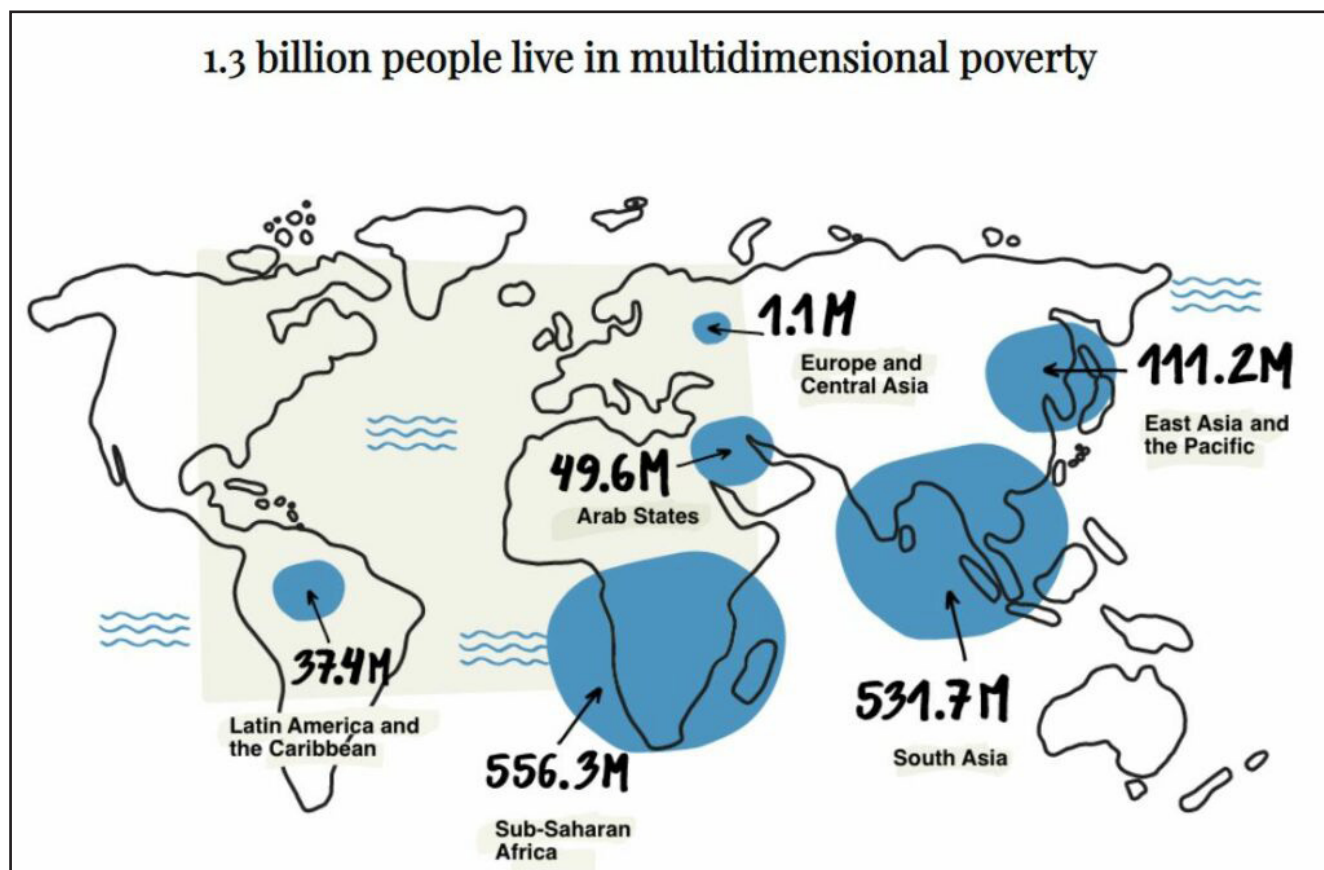 1.3 billion people live in multidimensional poverty
1.1M
Europe and
Central Asia
111.2M
East Asia and
the Pacific
49.6M
Arab States
37.4M
Latin America and
the Caribbean
531.7M
South Asia
556.3M
Sub-Saharan
Africa